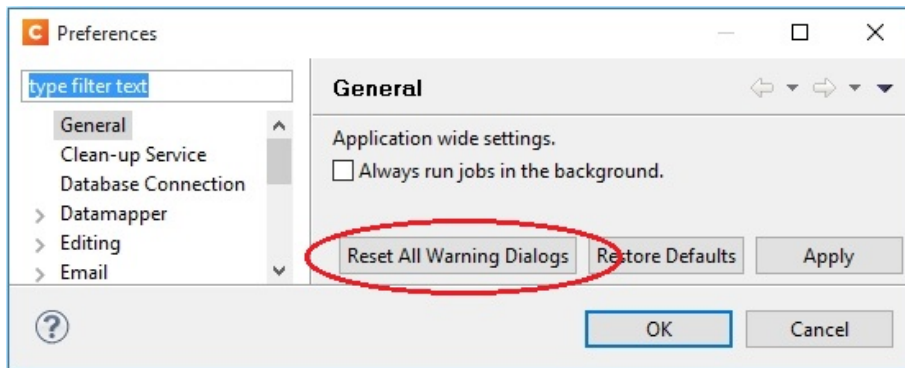 C Preferences
type filter text
General
Clean-up Service
Database Connection
Datamapper
Editing
Email
General
Application wide settings.
Always run jobs in the background.
Reset All Warning Dialogs Restore Defaults Apply
? OK Cancel